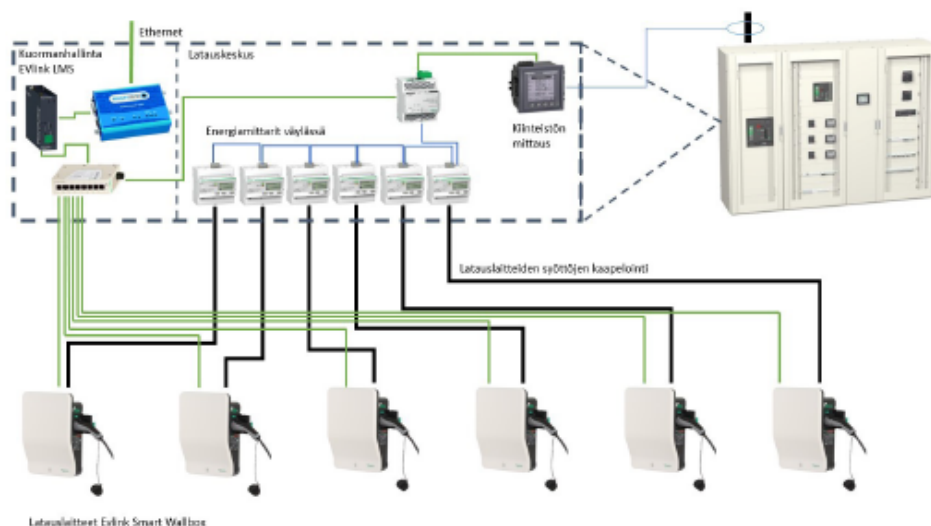 Ethernet
Kuormanhallinta
EVlink LMS
Latauskeskus
Energiamittarit väylässä
Kiinteistön
mittaus
Latauslaitteiden syöttöjen kaapelointi
Latauslaitteet Evlink Smart Wallbox